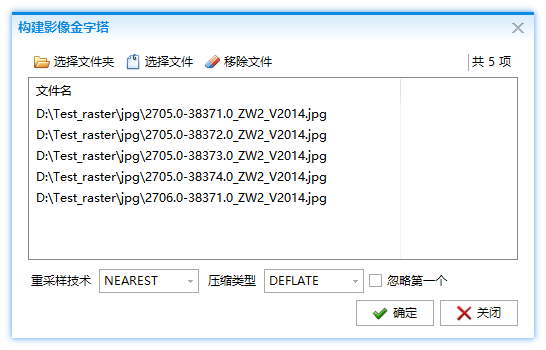 构建影像金字塔
选择文件夹 选择文件 移除文件 共 5 项
文件名
D:\Test_raster\jpg\2705.0-38371.0_ZW2_V2014.jpg
D:\Test_raster\jpg\2705.0-38372.0_ZW2_V2014.jpg
D:\Test_raster\jpg\2705.0-38373.0_ZW2_V2014.jpg
D:\Test_raster\jpg\2705.0-38374.0_ZW2_V2014.jpg
D:\Test_raster\jpg\2706.0-38371.0_ZW2_V2014.jpg
重采样技术 NEAREST 压缩类型 DEFLATE 忽略第一个
确定 关闭